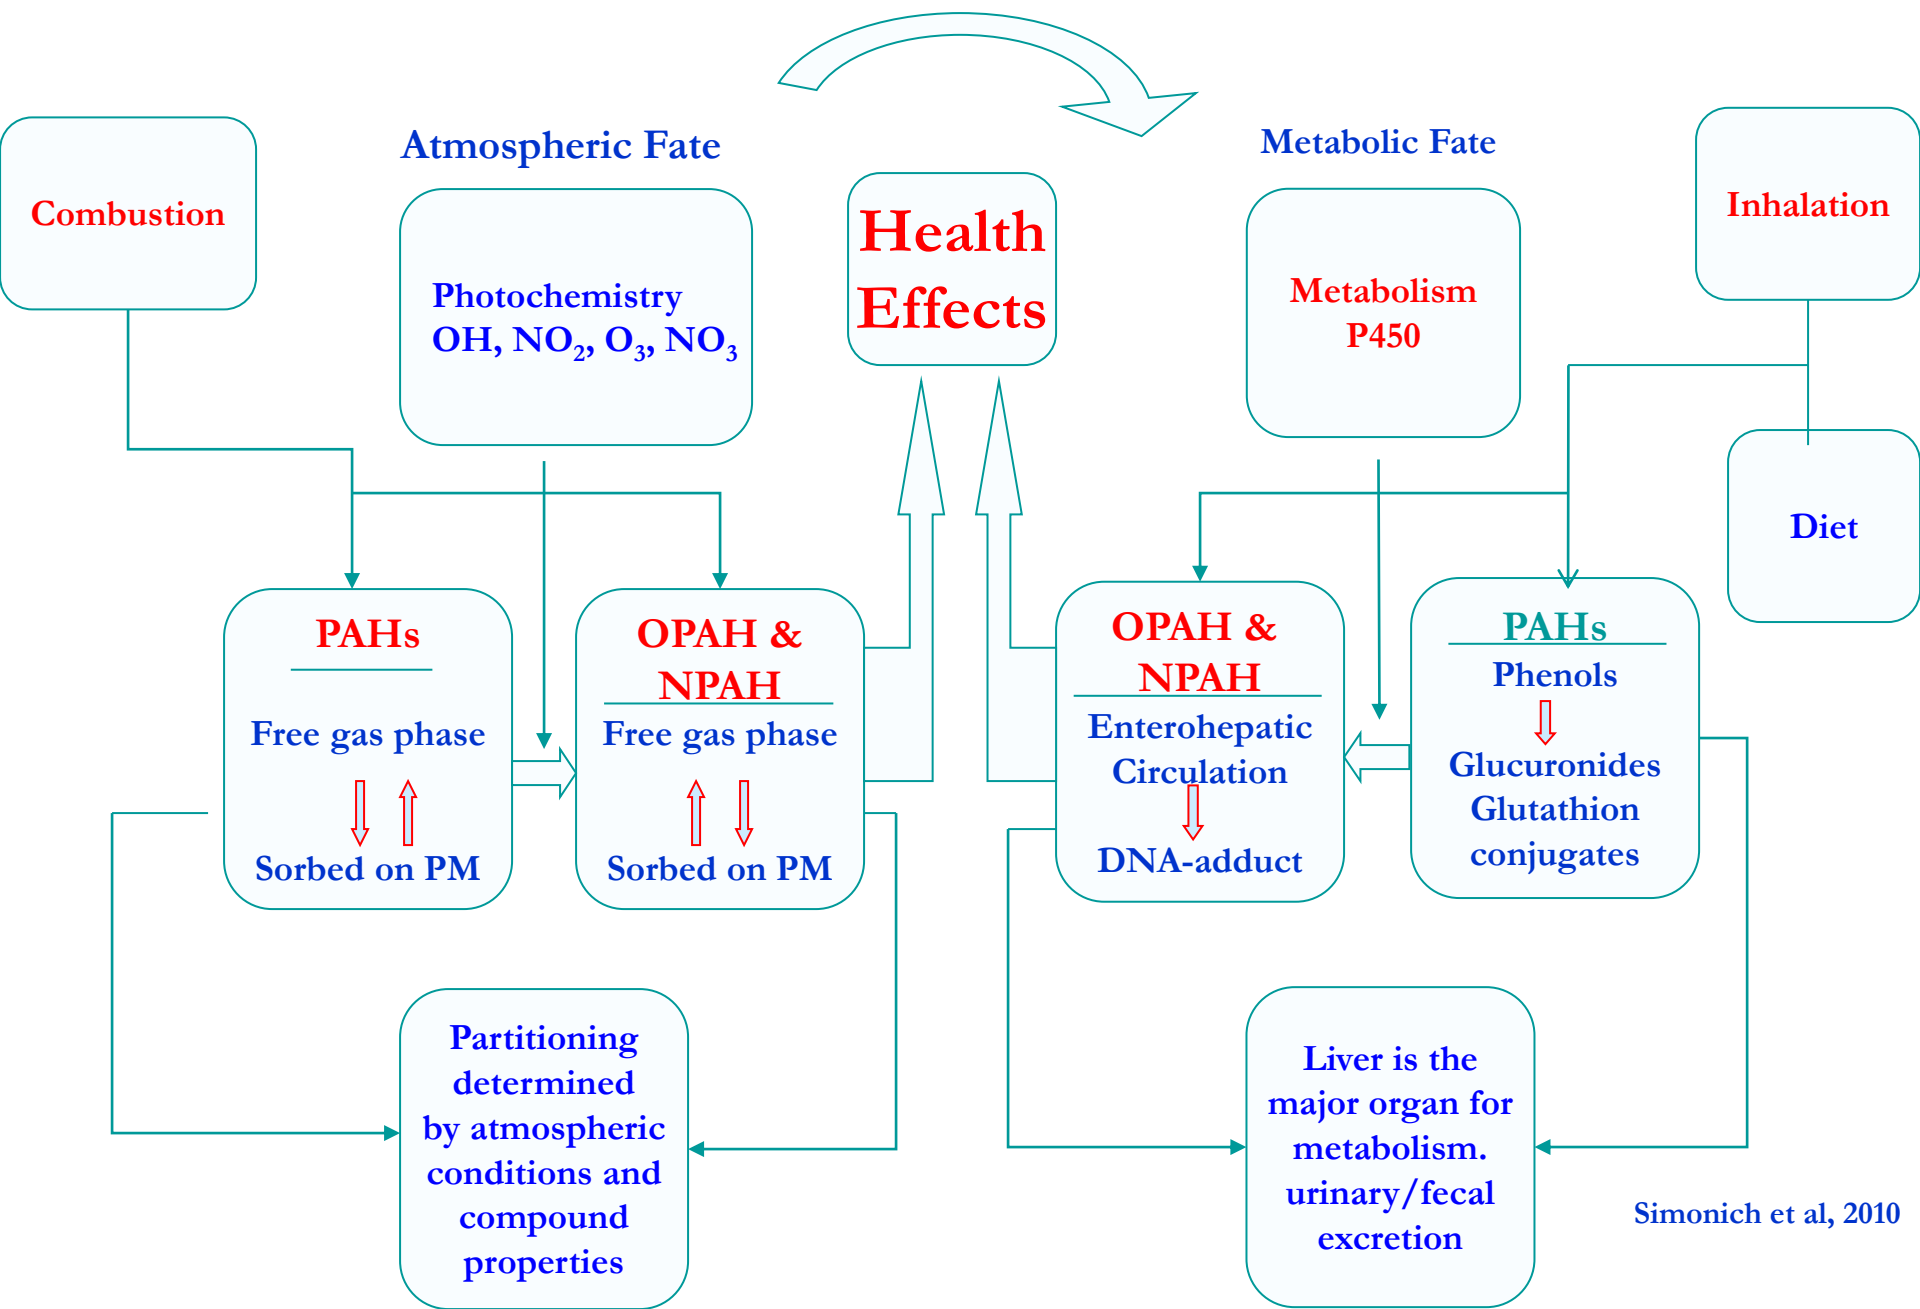 Atmospheric Fate
Metabolic Fate
Combustion
Photochemistry
OH, NO₂, O₃, NO₃
Health
Effects
Metabolism
P450
Inhalation
Diet
PAHs
Free gas phase
Sorbed on PM
OPAH &
NPAH
Free gas phase
Sorbed on PM
OPAH &
NPAH
Enterohepatic
Circulation
DNA-adduct
PAHs
Phenols
Glucuronides
Glutathion
conjugates
Partitioning
determined
by atmospheric
conditions and
compound
properties
Liver is the
major organ for
metabolism.
urinary/fecal
excretion
Simonich et al, 2010